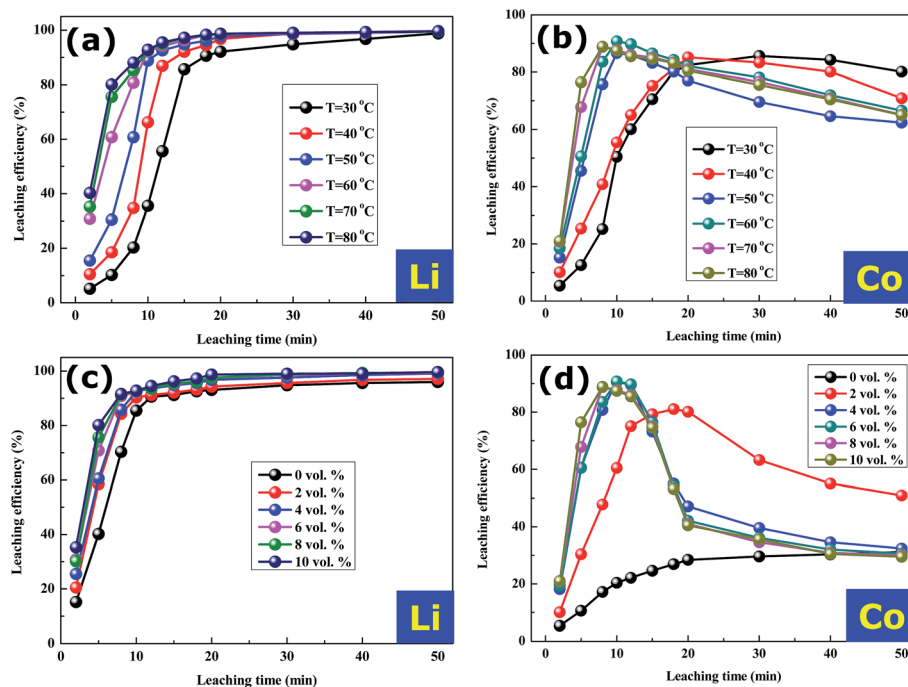 (a)
Leaching efficiency (%)
100
80
60
40
20
0
T=30 °C
T=40 °C
T=50 °C
T=60 °C
T=70 °C
T=80 °C
Li
0 10 20 30 40 50
Leaching time (min)
(b)
Leaching efficiency (%)
100
80
60
40
20
0
T=30 °C
T=40 °C
T=50 °C
T=60 °C
T=70 °C
T=80 °C
Co
0 10 20 30 40 50
Leaching time (min)
(c)
Leaching efficiency (%)
100
80
60
40
20
0
0 vol. %
2 vol. %
4 vol. %
6 vol. %
8 vol. %
10 vol. %
Li
0 10 20 30 40 50
Leaching time (min)
(d)
Leaching efficiency (%)
100
80
60
40
20
0
0 vol. %
2 vol. %
4 vol. %
6 vol. %
8 vol. %
10 vol. %
Co
0 10 20 30 40 50
Leaching time (min)